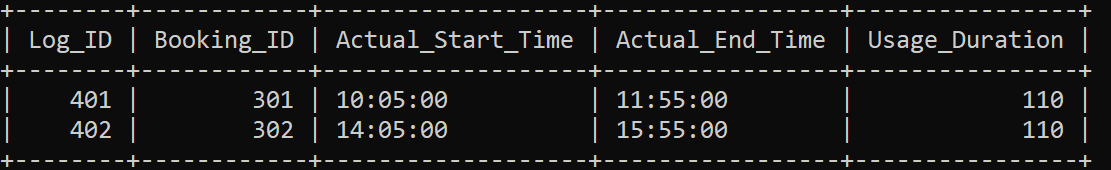 +--------+------------+-------------------+-----------------+----------------+
| Log_ID | Booking_ID | Actual_Start_Time | Actual_End_Time | Usage_Duration |
+--------+------------+-------------------+-----------------+----------------+
|    401 |        301 | 10:05:00          | 11:55:00        |            110 |
|    402 |        302 | 14:05:00          | 15:55:00        |            110 |
+--------+------------+-------------------+-----------------+----------------+